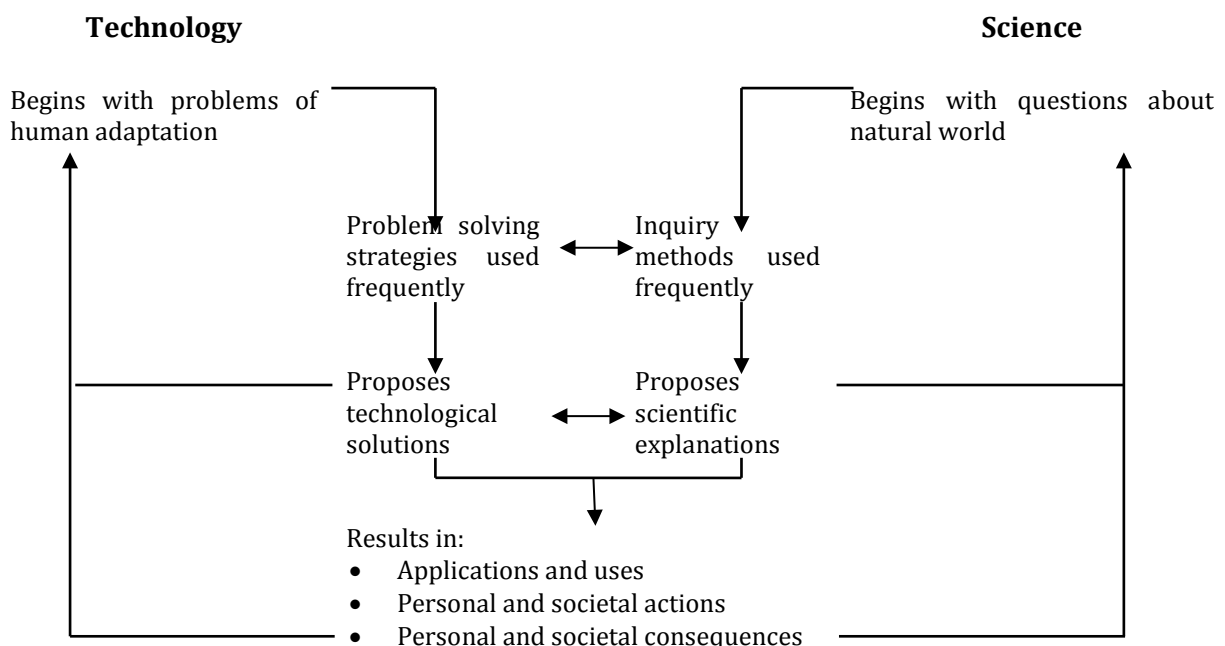 Technology
Science
Begins with problems of
human adaptation
Begins with questions about
natural world
Problem solving
strategies used
frequently
Inquiry
methods used
frequently
Proposes
technological
solutions
Proposes
scientific
explanations
Results in:
• Applications and uses
• Personal and societal actions
• Personal and societal consequences